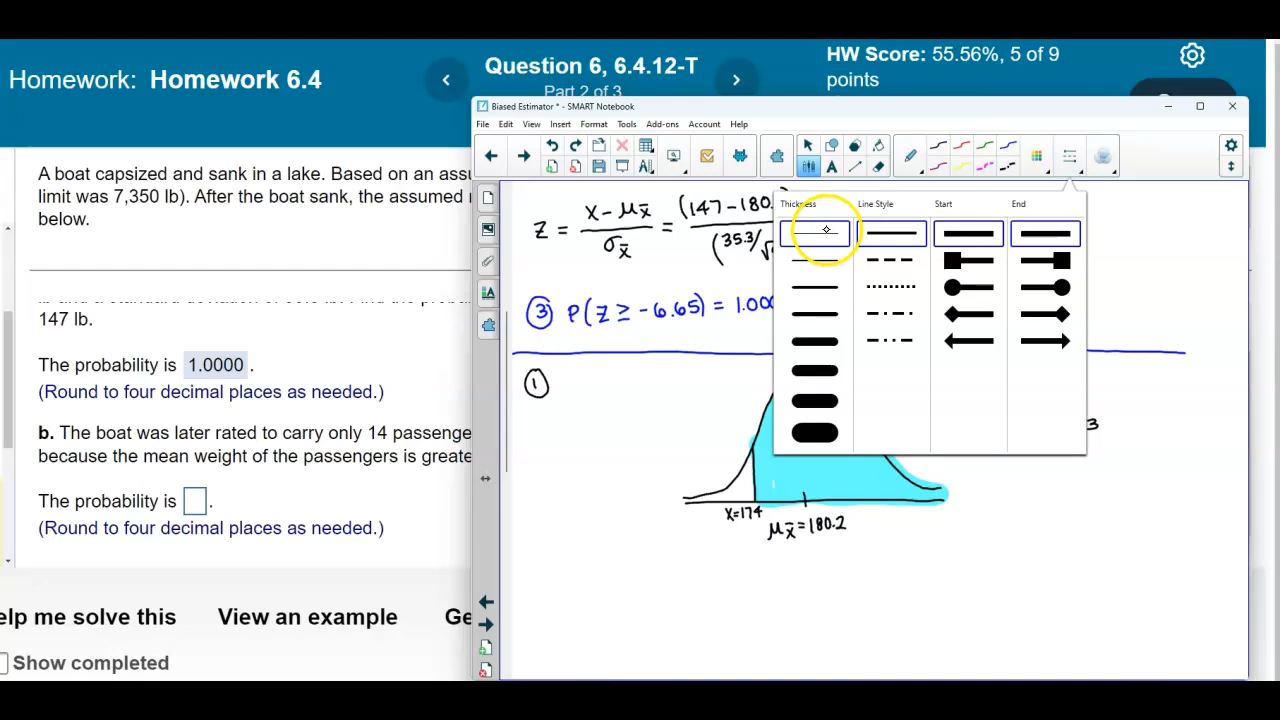 Homework: Homework 6.4
Question 6, 6.4.12-T
Part 2 of 3
HW Score: 55.56%, 5 of 9
points
A boat capsized and sank in a lake. Based on an assu
limit was 7,350 lb). After the boat sank, the assumed
below.
147 lb.
The probability is 1.0000 .
(Round to four decimal places as needed.)
b. The boat was later rated to carry only 14 passenge
because the mean weight of the passengers is greate
The probability is .
(Round to four decimal places as needed.)
elp me solve this View an example Ge
Show completed
Biased Estimator * - SMART Notebook
File Edit View Insert Format Tools Add-ons Account Help
Thickness Line Style Start End
z = x - μx̄ / σx̄ = (147 - 180. / (35.3/√
③ P(z ≥ -6.65) = 1.000
①
3
x=174
μx̄ = 180.2